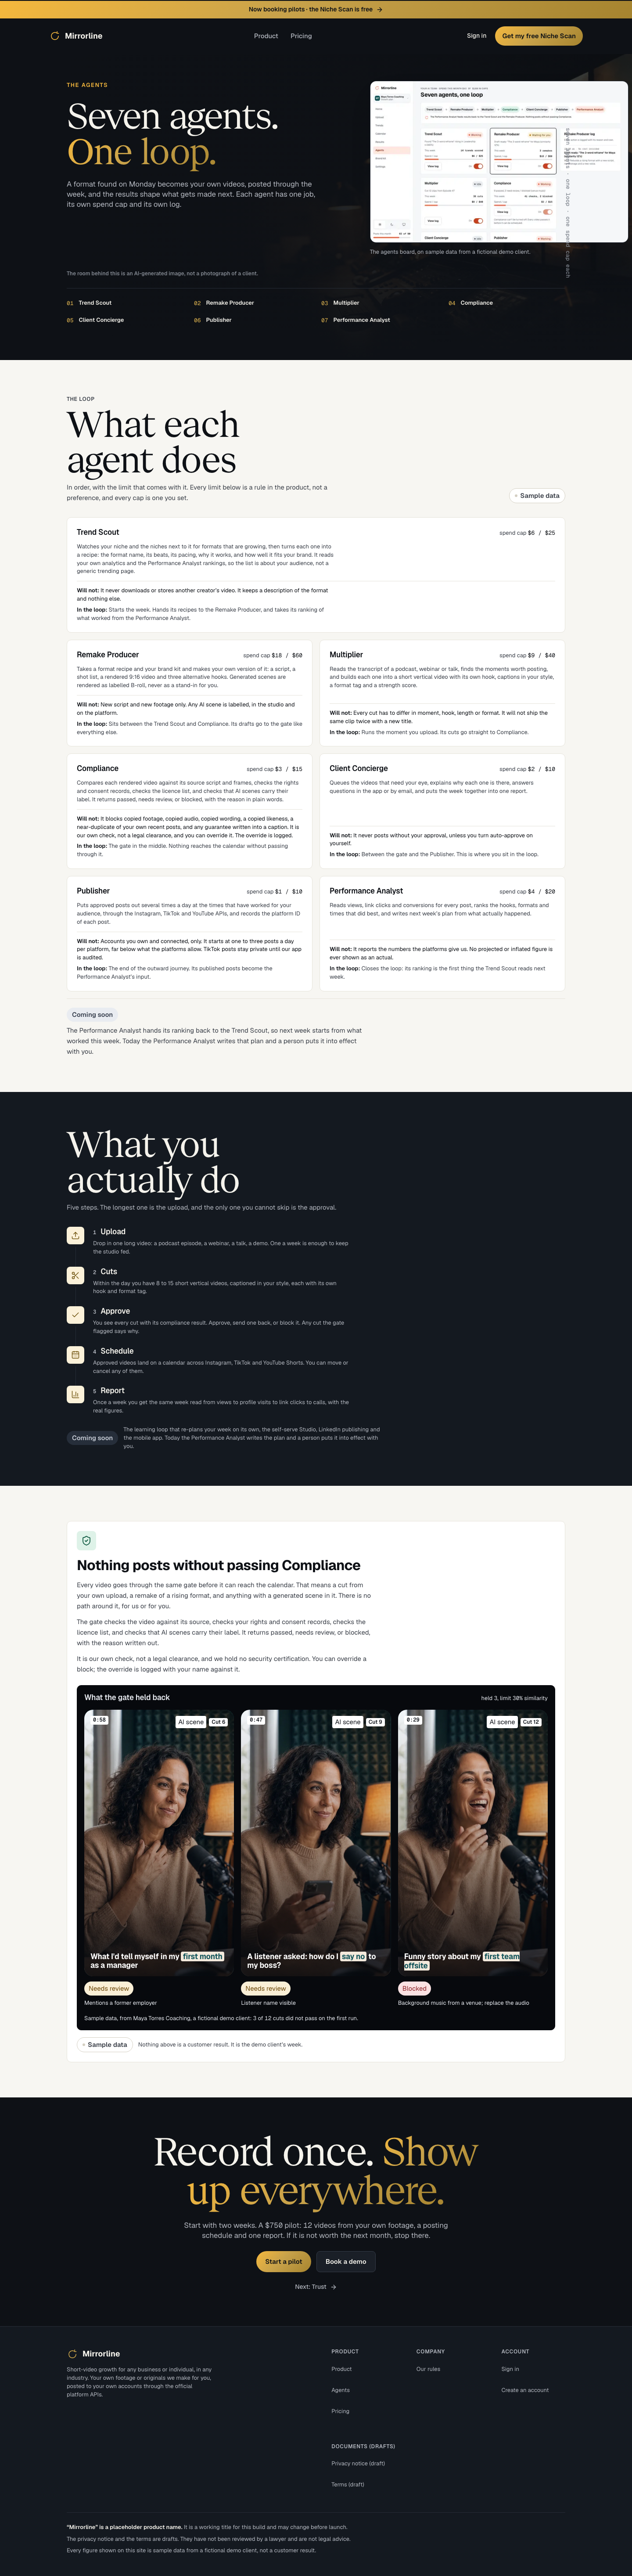 Now booking pilots · the Niche Scan is free →
Mirrorline
Product
Pricing
Sign in
Get my free Niche Scan
THE AGENTS
Seven agents.
One loop.
A format found on Monday becomes your own videos, posted through the
week, and the results shape what gets made next. Each agent has one job,
its own spend cap and its own log.
Mirrorline
Seven agents, one loop
Trend Scout
Remake Producer
Multiplier
Compliance
Client Concierge
Publisher
Performance Analyst
seven agents · one loop · one spend cap each
The agents board, on sample data from a fictional demo client.
The room behind this is an AI-generated image, not a photograph of a client.
01 Trend Scout
02 Remake Producer
03 Multiplier
04 Compliance
05 Client Concierge
06 Publisher
07 Performance Analyst
THE LOOP
What each
agent does
In order, with the limit that comes with it. Every limit below is a rule in the product, not a
preference, and every cap is one you set.
Sample data
Trend Scout
spend cap $6 / $25
Watches your niche and the niches next to it for formats that are growing, then turns each one into
a recipe: the format name, its beats, its pacing, why it works, and how well it fits your brand. It reads
your own analytics and the Performance Analyst rankings, so the list is about your audience, not a
generic trending page.
Will not: It never downloads or stores another creator's video. It keeps a description of the format
and nothing else.
In the loop: Starts the week. Hands its recipes to the Remake Producer, and takes its ranking of
what worked from the Performance Analyst.
Remake Producer
spend cap $18 / $60
Takes a format recipe and your brand kit and makes your own version of it: a script, a
shot list, a rendered 9:16 video and three alternative hooks. Generated scenes are
rendered as labelled B-roll, never as a stand-in for you.
Will not: New script and new footage only. Any AI scene is labelled, in the studio and
on the platform.
In the loop: Sits between the Trend Scout and Compliance. Its drafts go to the gate like
everything else.
Multiplier
spend cap $9 / $40
Reads the transcript of a podcast, webinar or talk, finds the moments worth posting,
and builds each one into a short vertical video with its own hook, captions in your style,
a format tag and a strength score.
Will not: Every cut has to differ in moment, hook, length or format. It will not ship the
same clip twice with a new title.
In the loop: Runs the moment you upload. Its cuts go straight to Compliance.
Compliance
spend cap $3 / $15
Compares each rendered video against its source script and frames, checks the rights
and consent records, checks the licence list, and checks that AI scenes carry their
label. It returns passed, needs review, or blocked, with the reason in plain words.
Will not: It blocks copied footage, copied audio, copied wording, a copied likeness, a
near-duplicate of your own recent posts, and any guarantee written into a caption. It is
our own check, not a legal clearance, and you can override it. The override is logged.
In the loop: The gate in the middle. Nothing reaches the calendar without passing
through it.
Client Concierge
spend cap $2 / $10
Queues the videos that need your eye, explains why each one is there, answers
questions in the app or by email, and puts the week together into one report.
Will not: It never posts without your approval, unless you turn auto-approve on
yourself.
In the loop: Between the gate and the Publisher. This is where you sit in the loop.
Publisher
spend cap $1 / $10
Puts approved posts out several times a day at the times that have worked for your
audience, through the Instagram, TikTok and YouTube APIs, and records the platform ID
of each post.
Will not: Accounts you own and connected, only. It starts at one to three posts a day
per platform, far below what the platforms allow. TikTok posts stay private until our app
is audited.
In the loop: The end of the outward journey. Its published posts become the
Performance Analyst's input.
Performance Analyst
spend cap $4 / $20
Reads views, link clicks and conversions for every post, ranks the hooks, formats and
times that did best, and writes next week's plan from what actually happened.
Will not: It reports the numbers the platforms give us. No projected or inflated figure is
ever shown as an actual.
In the loop: Closes the loop: its ranking is the first thing the Trend Scout reads next
week.
Coming soon
The Performance Analyst hands its ranking back to the Trend Scout, so next week starts from what
worked this week. Today the Performance Analyst writes that plan and a person puts it into effect
with you.
What you
actually do
Five steps. The longest one is the upload, and the only one you cannot skip is the approval.
1 Upload
Drop in one long video: a podcast episode, a webinar, a talk, a demo. One a week is enough to keep
the studio fed.
2 Cuts
Within the day you have 8 to 15 short vertical videos, captioned in your style, each with its own
hook and format tag.
3 Approve
You see every cut with its compliance result. Approve, send one back, or block it. Any cut the gate
flagged says why.
4 Schedule
Approved videos land on a calendar across Instagram, TikTok and YouTube Shorts. You can move or
cancel any of them.
5 Report
Once a week you get the same week read from views to profile visits to link clicks to calls, with the
real figures.
Coming soon
The learning loop that re-plans your week on its own, the self-serve Studio, LinkedIn publishing and
the mobile app. Today the Performance Analyst writes the plan and a person puts it into effect with
you.
Nothing posts without passing Compliance
Every video goes through the same gate before it can reach the calendar. That means a cut from
your own upload, a remake of a rising format, and anything with a generated scene in it. There is no
path around it, for us or for you.
The gate checks the video against its source, checks your rights and consent records, checks the
licence list, and checks that AI scenes carry their label. It returns passed, needs review, or blocked,
with the reason written out.
It is our own check, not a legal clearance, and we hold no security certification. You can override a
block; the override is logged with your name against it.
What the gate held back
held 3, limit 30% similarity
0:58
AI scene
Cut 6
What I'd tell myself in my first month
as a manager
Needs review
Mentions a former employer
0:47
AI scene
Cut 9
A listener asked: how do I say no to
my boss?
Needs review
Listener name visible
0:29
AI scene
Cut 12
Funny story about my first team
offsite
Blocked
Background music from a venue; replace the audio
Sample data, from Maya Torres Coaching, a fictional demo client: 3 of 12 cuts did not pass on the first run.
Sample data
Nothing above is a customer result. It is the demo client's week.
Record once. Show
up everywhere.
Start with two weeks. A $750 pilot: 12 videos from your own footage, a posting
schedule and one report. If it is not worth the next month, stop there.
Start a pilot
Book a demo
Next: Trust →
Mirrorline
Short-video growth for any business or individual, in any
industry. Your own footage or originals we make for you,
posted to your own accounts through the official
platform APIs.
PRODUCT
Product
Agents
Pricing
COMPANY
Our rules
ACCOUNT
Sign in
Create an account
DOCUMENTS (DRAFTS)
Privacy notice (draft)
Terms (draft)
"Mirrorline" is a placeholder product name. It is a working title for this build and may change before launch.
The privacy notice and the terms are drafts. They have not been reviewed by a lawyer and are not legal advice.
Every figure shown on this site is sample data from a fictional demo client, not a customer result.